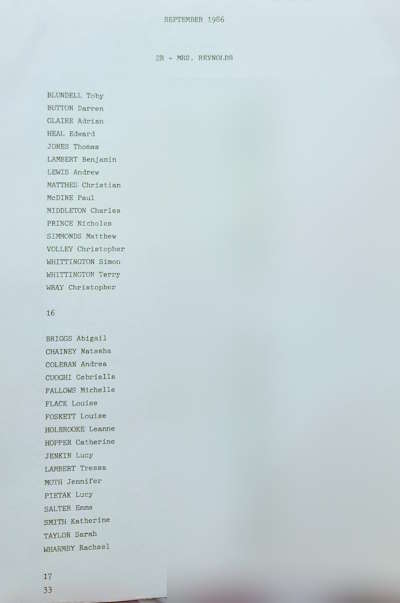 SEPTEMBER 1986
2R - MRS. REYNOLDS
BLUNDELL Toby
BUTTON Darren
CLAIRE Adrian
HEAL Edward
JONES Thomas
LAMBERT Benjamin
LEWIS Andrew
MATTHES Christian
McDINE Paul
MIDDLETON Charles
PRINCE Nicholas
SIMMONDS Matthew
VOLLEY Christopher
WHITTINGTON Simon
WHITTINGTON Terry
WRAY Christopher
16
BRIGGS Abigail
CHAINEY Natasha
COLERAN Andrea
CUOGHI Gabriella
FALLOWS Michelle
FLACK Louise
FOSKETT Louise
HOLBROOKE Leanne
HOPPER Catherine
JENKIN Lucy
LAMBERT Tressa
MOTH Jennifer
PIETAK Lucy
SALTER Emma
SMITH Katherine
TAYLON Sarah
WHARMBY Rachael
17
33